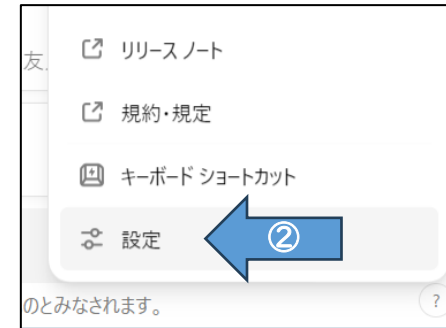 リリース ノート
友
規約・規定
キーボード ショートカット
設定
②
のとみなされます。
?